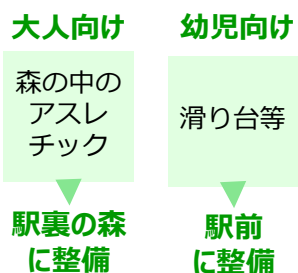 大人向け
森の中の
アスレ
チック
駅裏の森
に整備
幼児向け
滑り台等
駅前
に整備